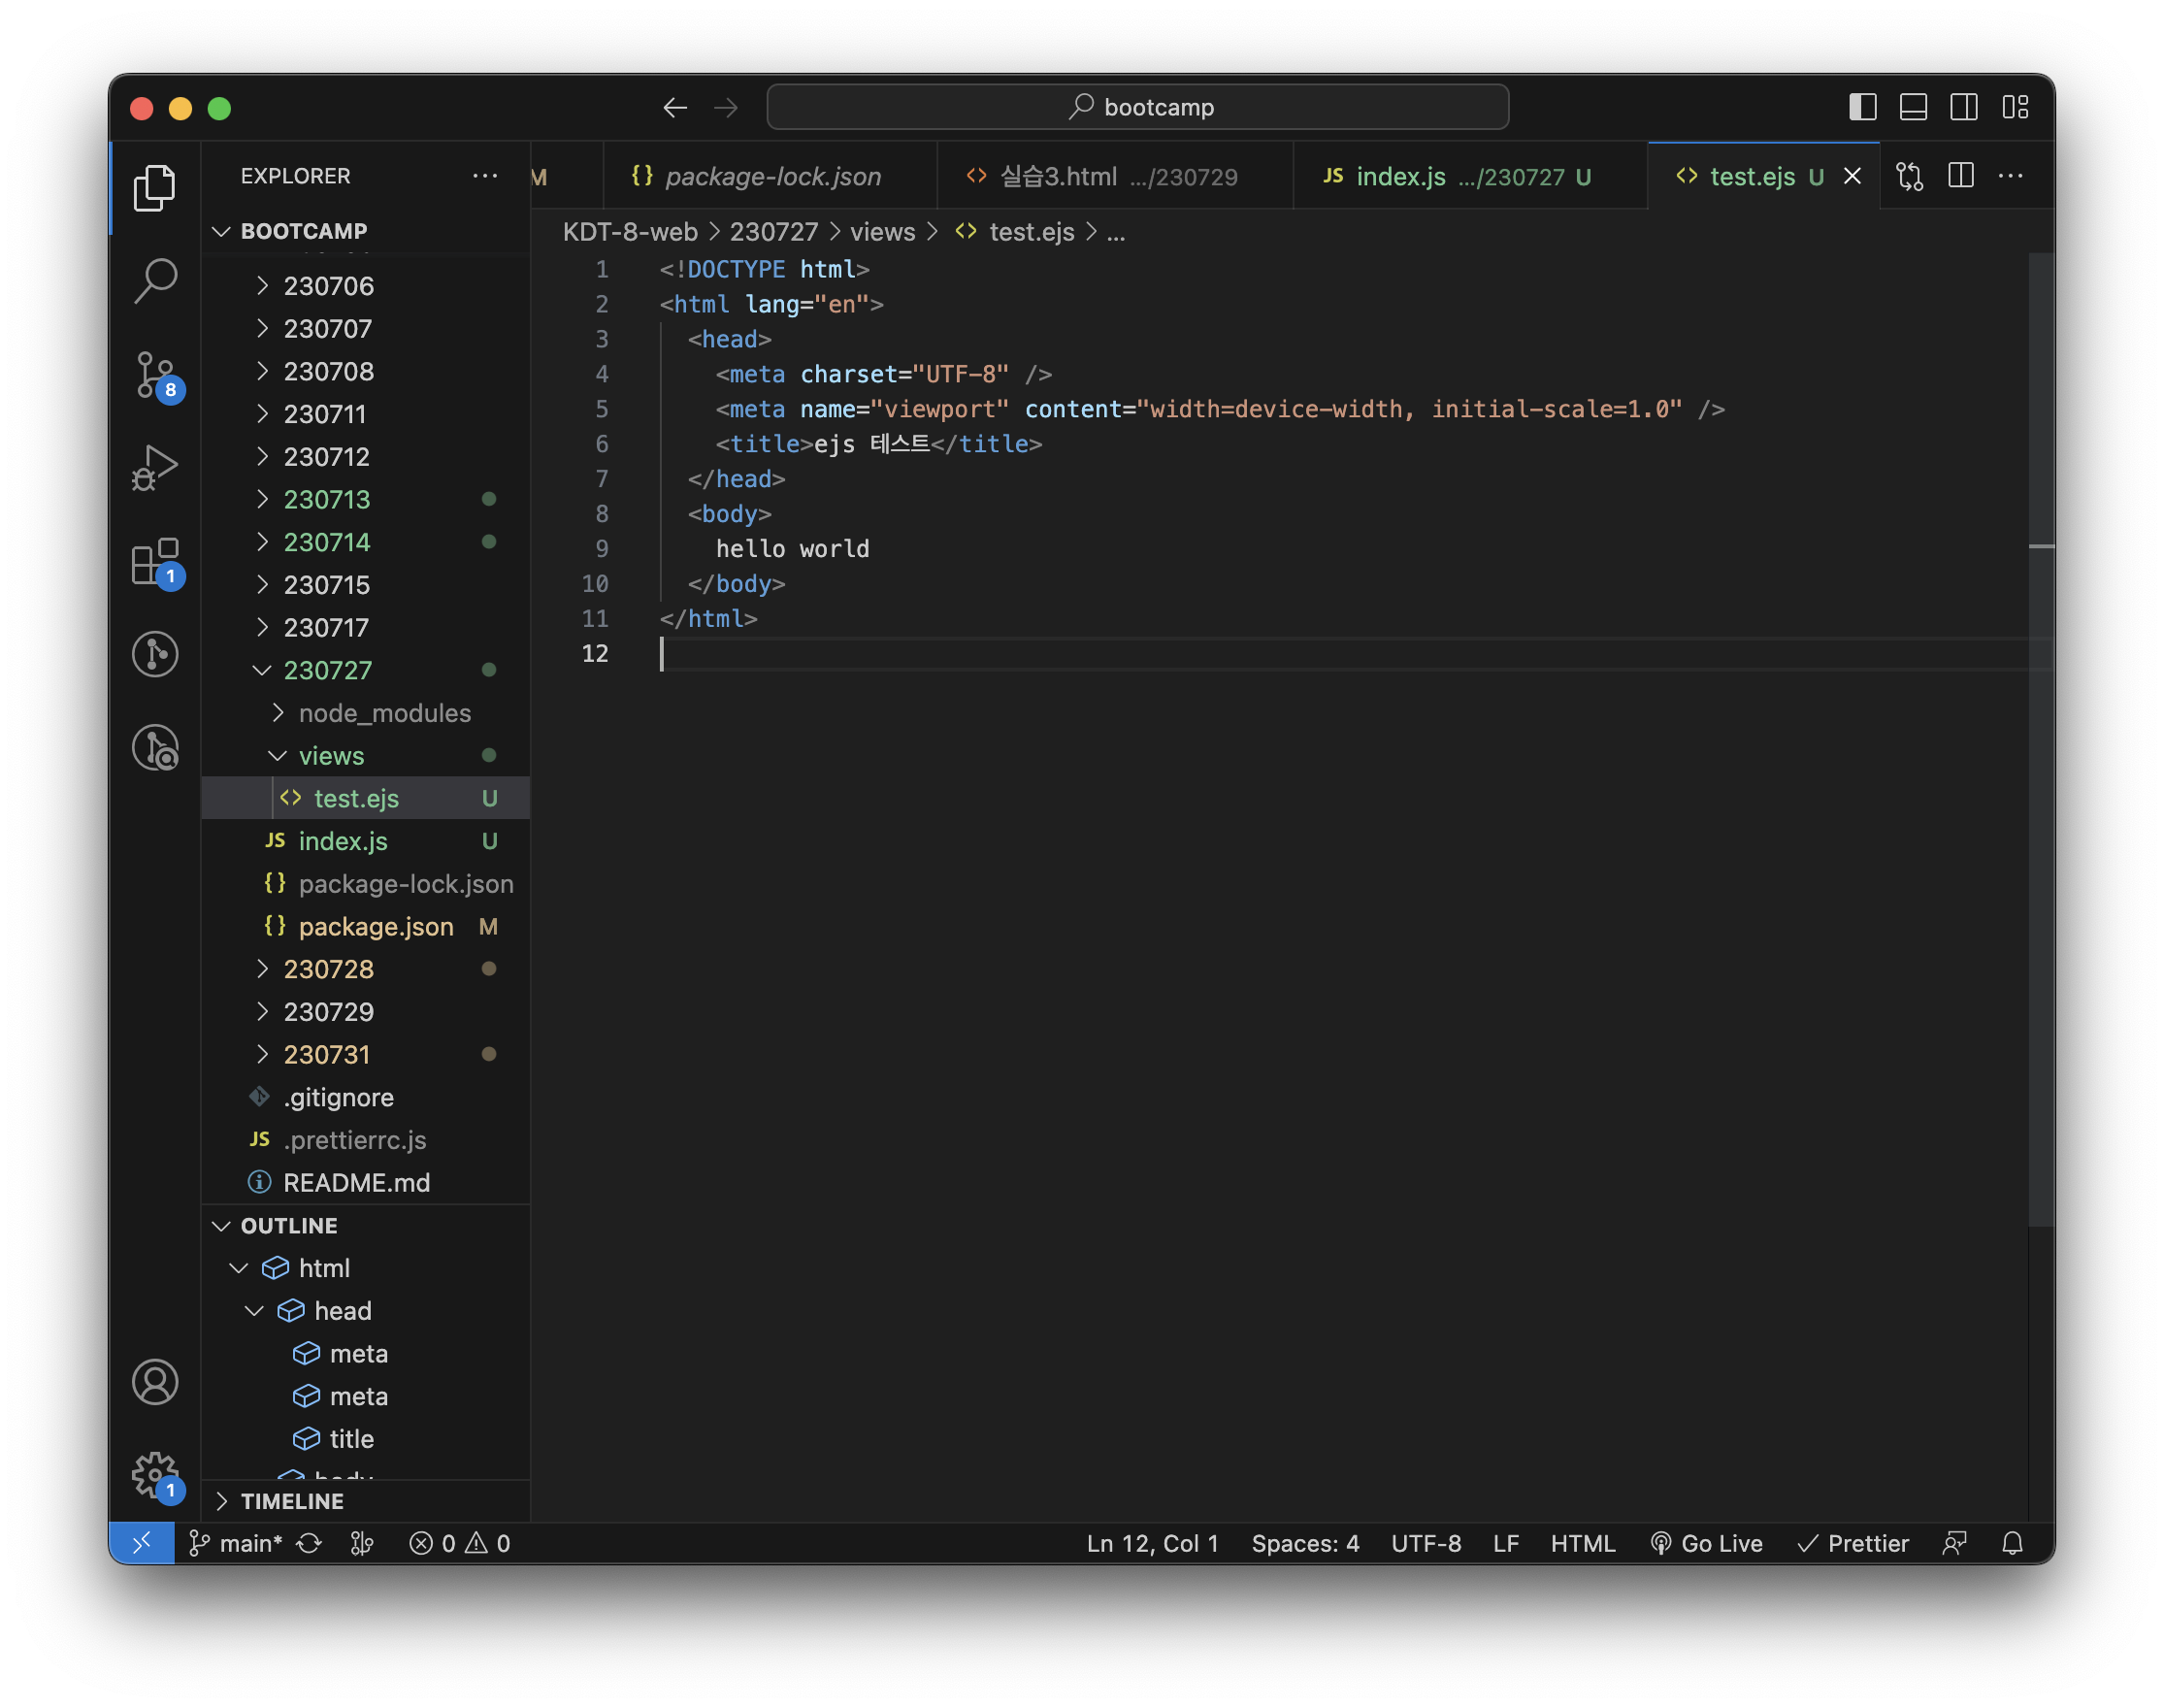 bootcamp
EXPLORER
M
package-lock.json
실습3.html .../230729
JS index.js .../230727 U
test.ejs U
BOOTCAMP
KDT-8-web > 230727 > views > test.ejs > ...
230706
230707
230708
230711
230712
230713
230714
230715
230717
230727
node_modules
views
test.ejs U
JS index.js U
{} package-lock.json
{} package.json M
230728
230729
230731
.gitignore
JS .prettierrc.js
README.md
OUTLINE
html
head
meta
meta
title
body
TIMELINE
8
1
1
1 <!DOCTYPE html>
2 <html lang="en">
3 <head>
4 <meta charset="UTF-8" />
5 <meta name="viewport" content="width=device-width, initial-scale=1.0" />
6 <title>ejs 테스트</title>
7 </head>
8 <body>
9 hello world
10 </body>
11 </html>
12
main* 0 0 Ln 12, Col 1 Spaces: 4 UTF-8 LF HTML Go Live Prettier